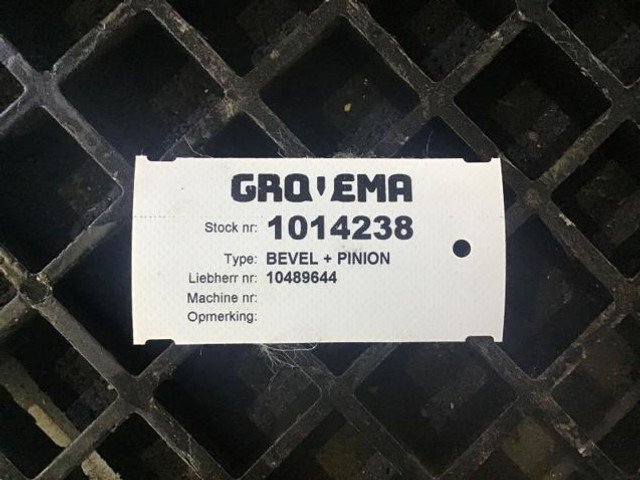 GROVEMA
Stock nr: 1014238
Type: BEVEL + PINION
Liebherr nr: 10489644
Machine nr:
Opmerking: